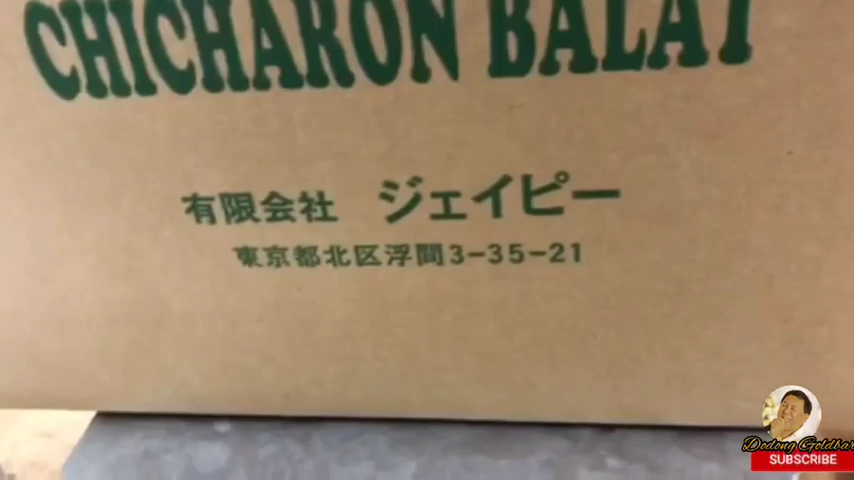 CHICHARON BALAT
有限会社 ジェイピー
東京都北区浮間3-35-21
Dodong Goldbar
SUBSCRIBE